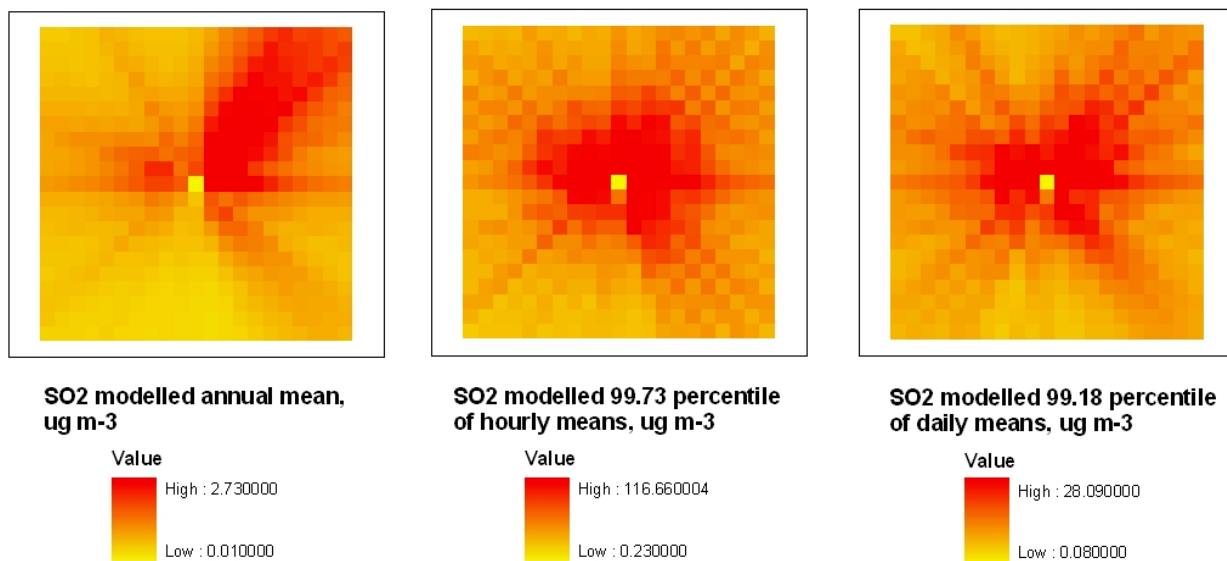 SO2 modelled annual mean,
ug m-3
Value
High : 2.730000
Low : 0.010000
SO2 modelled 99.73 percentile
of hourly means, ug m-3
Value
High : 116.660004
Low : 0.230000
SO2 modelled 99.18 percentile
of daily means, ug m-3
Value
High : 28.090000
Low : 0.080000